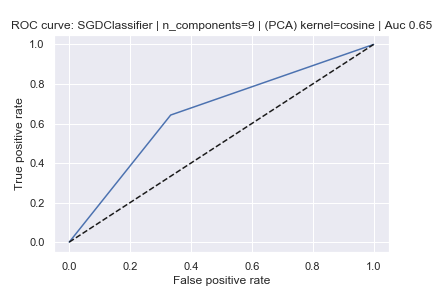 ROC curve: SGDClassifier | n_components=9 | (PCA) kernel=cosine | Auc 0.65
1.0
0.8
0.6
0.4
0.2
0.0
True positive rate
0.0 0.2 0.4 0.6 0.8 1.0
False positive rate